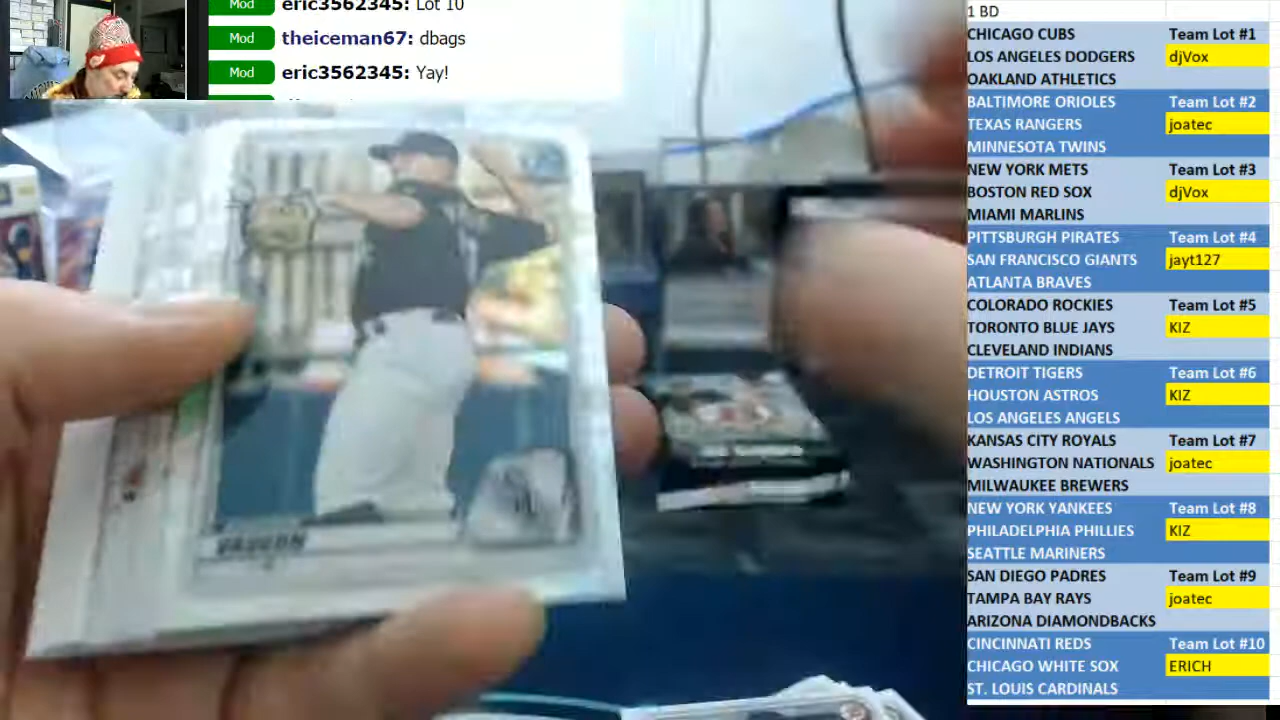 Mod eric3562345: Lot 10
Mod theiceman67: dbags
Mod eric3562345: Yay!
VAUGHN
1 BD
CHICAGO CUBS Team Lot #1
LOS ANGELES DODGERS djVox
OAKLAND ATHLETICS
BALTIMORE ORIOLES Team Lot #2
TEXAS RANGERS joatec
MINNESOTA TWINS
NEW YORK METS Team Lot #3
BOSTON RED SOX djVox
MIAMI MARLINS
PITTSBURGH PIRATES Team Lot #4
SAN FRANCISCO GIANTS jayt127
ATLANTA BRAVES
COLORADO ROCKIES Team Lot #5
TORONTO BLUE JAYS KIZ
CLEVELAND INDIANS
DETROIT TIGERS Team Lot #6
HOUSTON ASTROS KIZ
LOS ANGELES ANGELS
KANSAS CITY ROYALS Team Lot #7
WASHINGTON NATIONALS joatec
MILWAUKEE BREWERS
NEW YORK YANKEES Team Lot #8
PHILADELPHIA PHILLIES KIZ
SEATTLE MARINERS
SAN DIEGO PADRES Team Lot #9
TAMPA BAY RAYS joatec
ARIZONA DIAMONDBACKS
CINCINNATI REDS Team Lot #10
CHICAGO WHITE SOX ERICH
ST. LOUIS CARDINALS